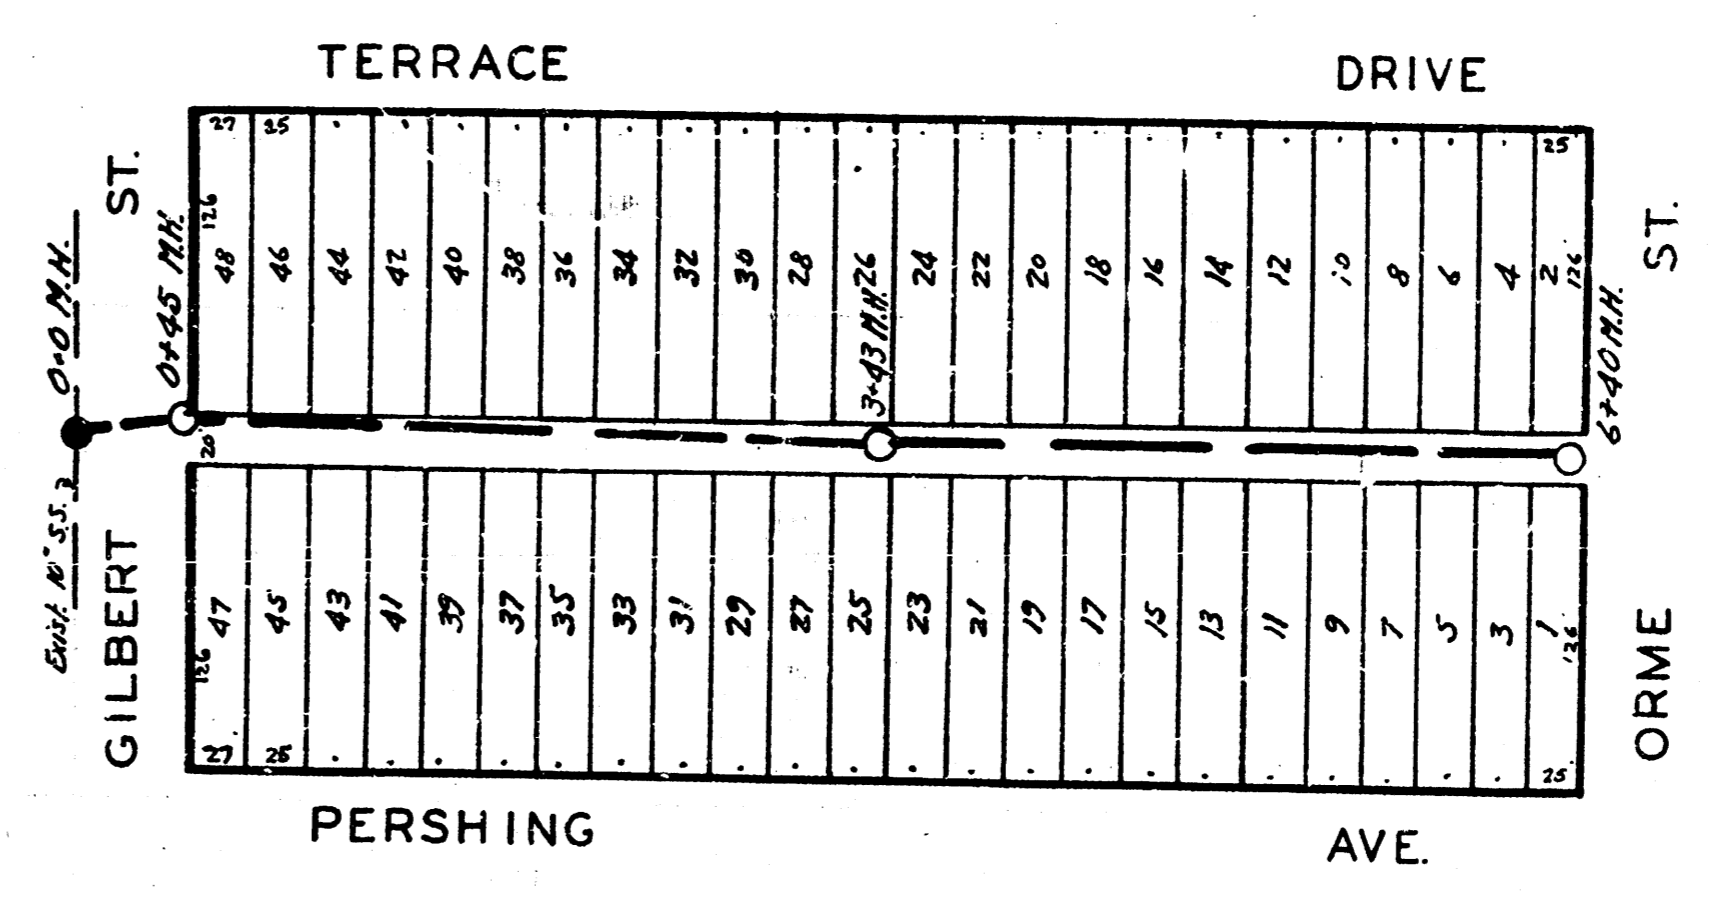 TERRACE DRIVE
27 25 25
ST.
126
0+0 M.H.
0+45 M.H.
48 46 44 42 40 38 36 34 32 30 28 26 24 22 20 18 16 14 12 10 8 6 4 2
126
ST.
3+43 M.H.
6+40 M.H.
20
Exist. 10" S.S.
GILBERT
47 45 43 41 39 37 35 33 31 29 27 25 23 21 19 17 15 13 11 9 7 5 3 1
126 126
ORME
27 25 25
PERSHING AVE.